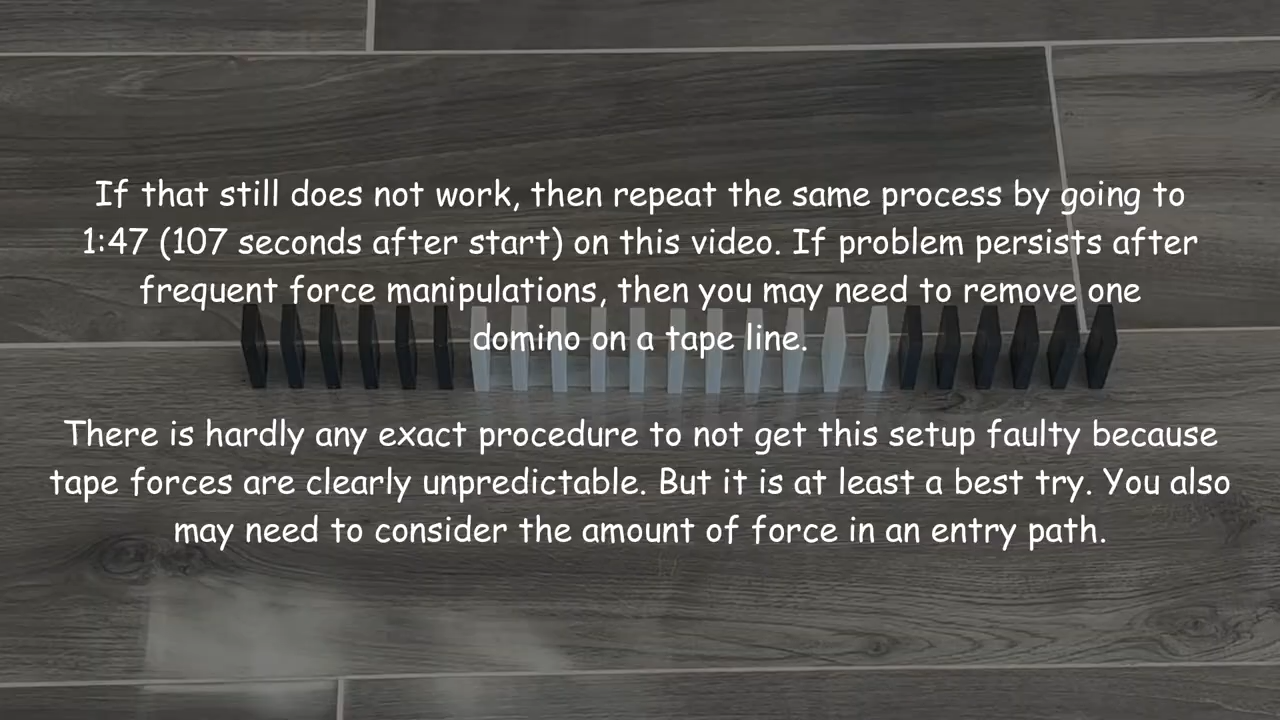 If that still does not work, then repeat the same process by going to
1:47 (107 seconds after start) on this video. If problem persists after
frequent force manipulations, then you may need to remove one
domino on a tape line.
There is hardly any exact procedure to not get this setup faulty because
tape forces are clearly unpredictable. But it is at least a best try. You also
may need to consider the amount of force in an entry path.